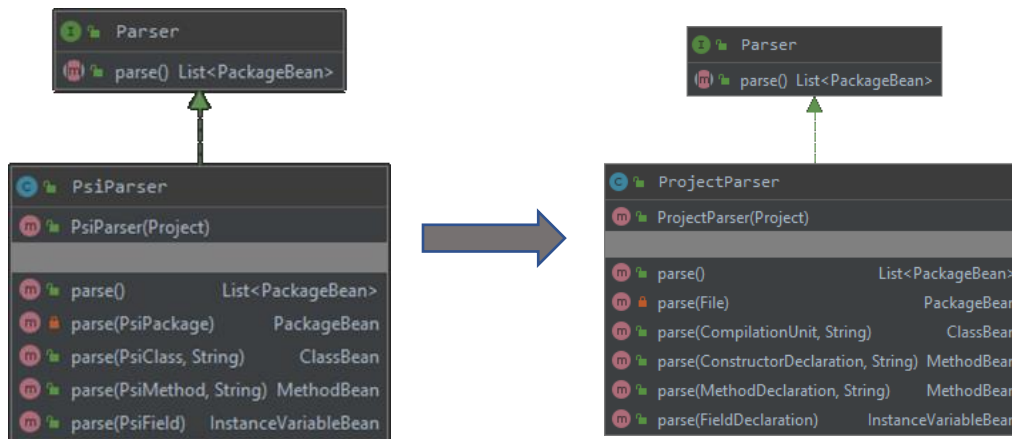 Parser
parse() List<PackageBean>
PsiParser
PsiParser(Project)
parse() List<PackageBean>
parse(PsiPackage) PackageBean
parse(PsiClass, String) ClassBean
parse(PsiMethod, String) MethodBean
parse(PsiField) InstanceVariableBean
Parser
parse() List<PackageBean>
ProjectParser
ProjectParser(Project)
parse() List<PackageBean>
parse(File) PackageBean
parse(CompilationUnit, String) ClassBean
parse(ConstructorDeclaration, String) MethodBean
parse(MethodDeclaration, String) MethodBean
parse(FieldDeclaration) InstanceVariableBean